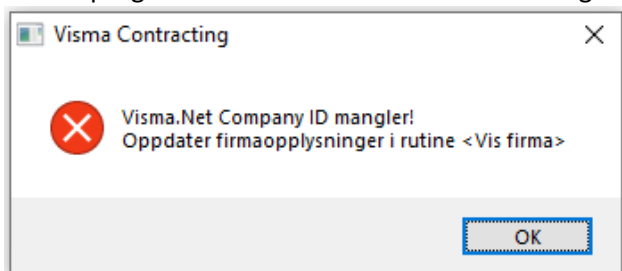 Visma Contracting
Visma.Net Company ID mangler!
Oppdater firmaopplysninger i rutine <Vis firma>
OK